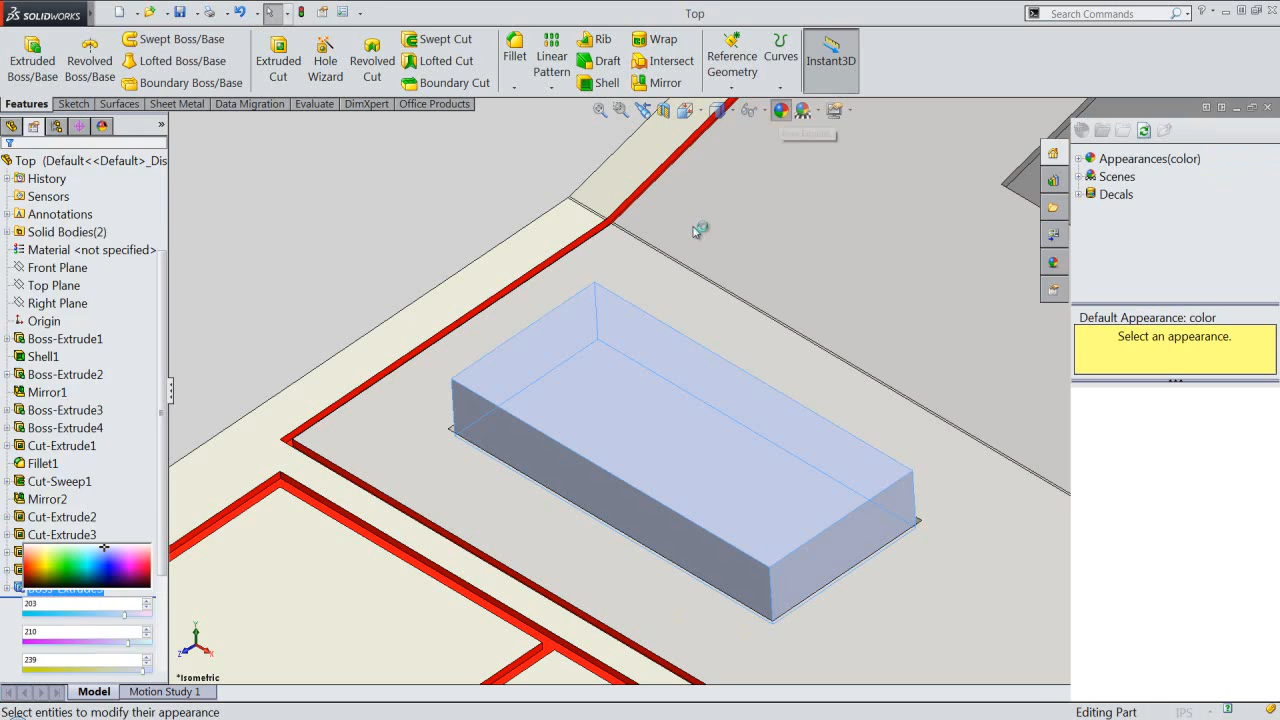 SOLIDWORKS
Top
Search Commands
Extruded Boss/Base
Revolved Boss/Base
Swept Boss/Base
Lofted Boss/Base
Boundary Boss/Base
Extruded Cut
Hole Wizard
Revolved Cut
Swept Cut
Lofted Cut
Boundary Cut
Fillet
Linear Pattern
Rib
Draft
Shell
Wrap
Intersect
Mirror
Reference Geometry
Curves
Instant3D
Features
Sketch
Surfaces
Sheet Metal
Data Migration
Evaluate
DimXpert
Office Products
Top (Default<<Default>_Dis
History
Sensors
Annotations
Solid Bodies(2)
Material <not specified>
Front Plane
Top Plane
Right Plane
Origin
Boss-Extrude1
Shell1
Boss-Extrude2
Mirror1
Boss-Extrude3
Boss-Extrude4
Cut-Extrude1
Fillet1
Cut-Sweep1
Mirror2
Cut-Extrude2
Cut-Extrude3
203
210
239
Y
Z
X
*Isometric
Appearances(color)
Scenes
Decals
Default Appearance: color
Select an appearance.
Model
Motion Study 1
Select entities to modify their appearance
Editing Part
IPS